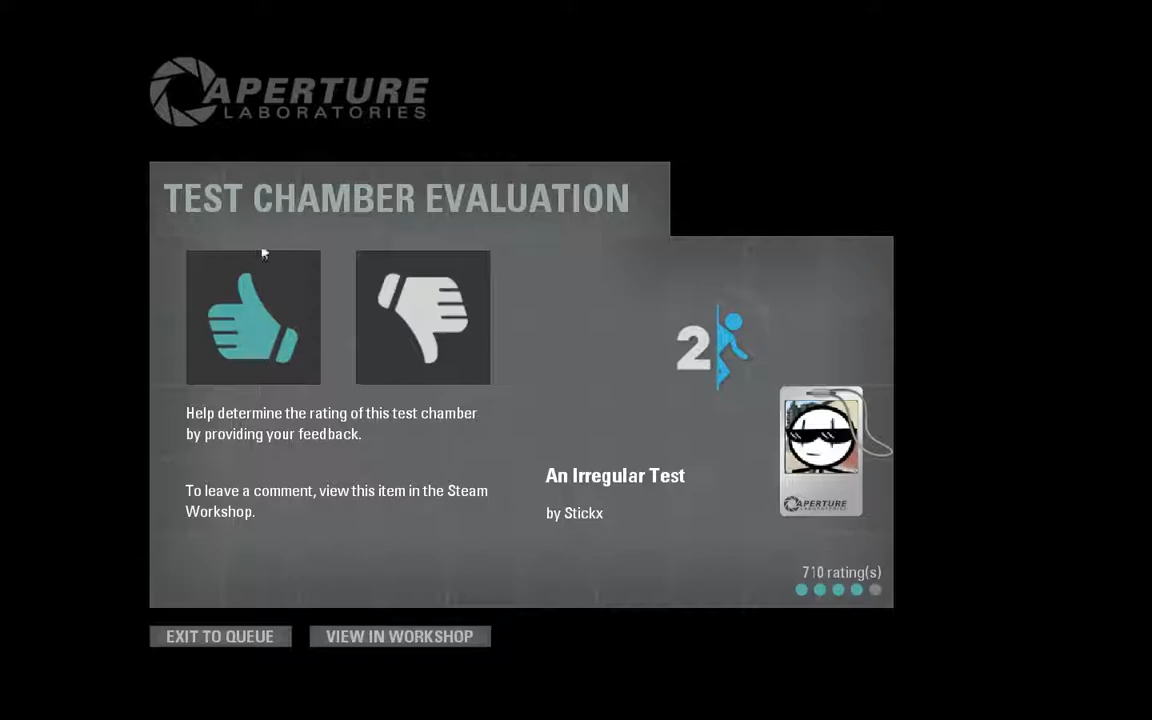 APERTURE
LABORATORIES
TEST CHAMBER EVALUATION
Help determine the rating of this test chamber
by providing your feedback.
To leave a comment, view this item in the Steam
Workshop.
2
An Irregular Test
by Stickx
APERTURE
LABORATORIES
710 rating(s)
EXIT TO QUEUE
VIEW IN WORKSHOP